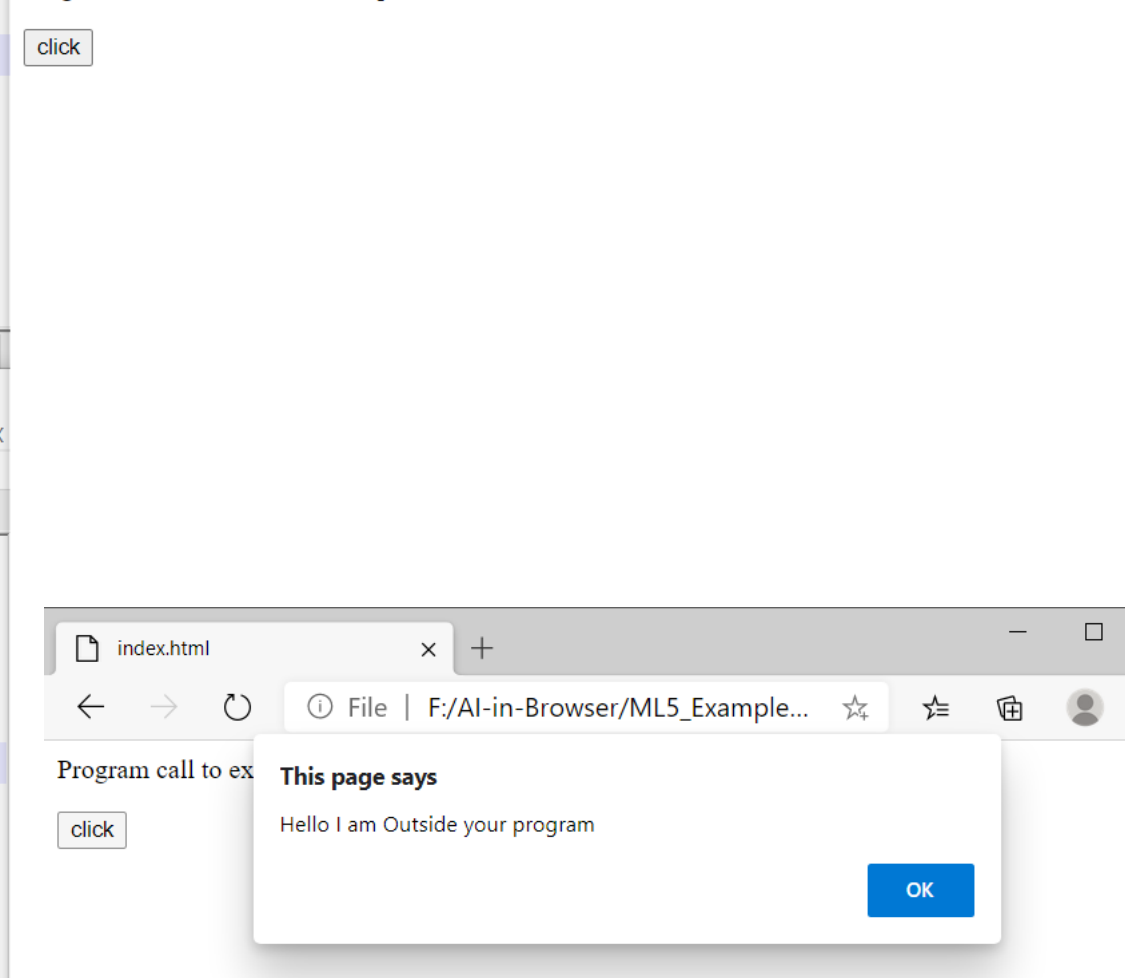 click
index.html
File | F:/AI-in-Browser/ML5_Example...
Program call to ex
This page says
click
Hello I am Outside your program
OK